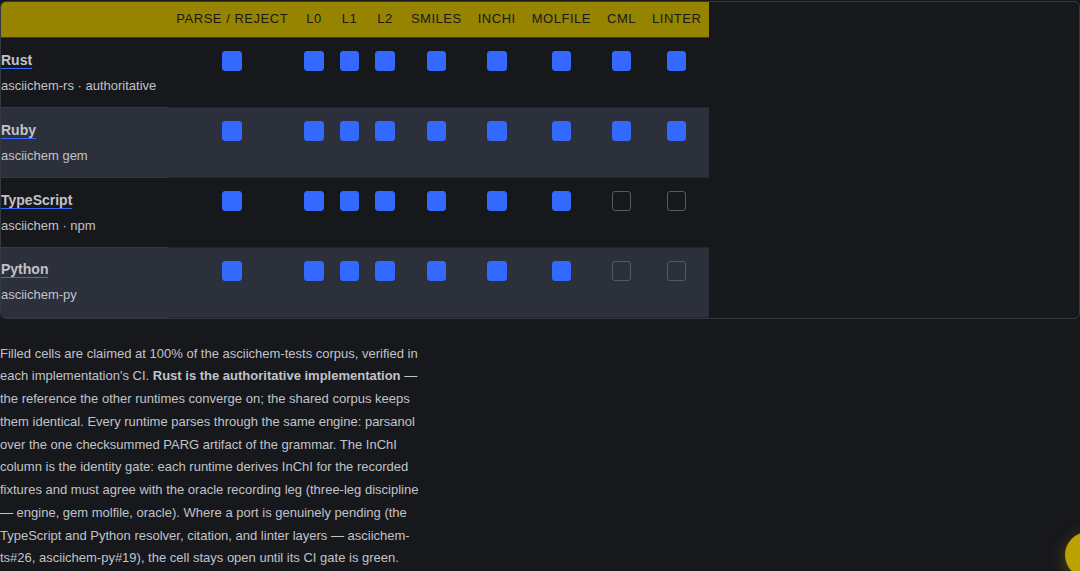 PARSE / REJECT L0 L1 L2 SMILES INCHI MOLFILE CML LINTER
Rust
asciichem-rs · authoritative
Ruby
asciichem gem
TypeScript
asciichem · npm
Python
asciichem-py
Filled cells are claimed at 100% of the asciichem-tests corpus, verified in
each implementation's CI. Rust is the authoritative implementation —
the reference the other runtimes converge on; the shared corpus keeps
them identical. Every runtime parses through the same engine: parsanol
over the one checksummed PARG artifact of the grammar. The InChI
column is the identity gate: each runtime derives InChI for the recorded
fixtures and must agree with the oracle recording leg (three-leg discipline
— engine, gem molfile, oracle). Where a port is genuinely pending (the
TypeScript and Python resolver, citation, and linter layers — asciichem-
ts#26, asciichem-py#19), the cell stays open until its CI gate is green.